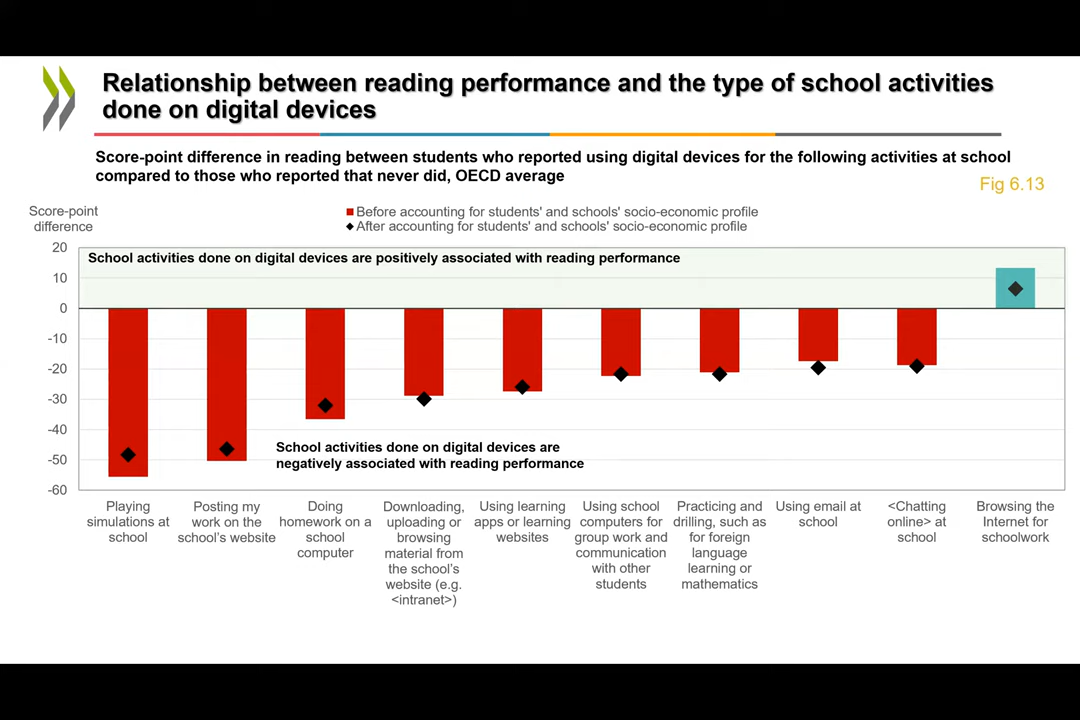 Relationship between reading performance and the type of school activities
done on digital devices
Score-point difference in reading between students who reported using digital devices for the following activities at school
compared to those who reported that never did, OECD average
Fig 6.13
Score-point
difference
Before accounting for students' and schools' socio-economic profile
After accounting for students' and schools' socio-economic profile
20
School activities done on digital devices are positively associated with reading performance
10
0
-10
-20
-30
-40
-50
-60
School activities done on digital devices are
negatively associated with reading performance
Playing
simulations at
school
Posting my
work on the
school's website
Doing
homework on a
school
computer
Downloading,
uploading or
browsing
material from
the school's
website (e.g.
<intranet>)
Using learning
apps or learning
websites
Using school
computers for
group work and
communication
with other
students
Practicing and
drilling, such as
for foreign
language
learning or
mathematics
Using email at
school
<Chatting
online> at
school
Browsing the
Internet for
schoolwork